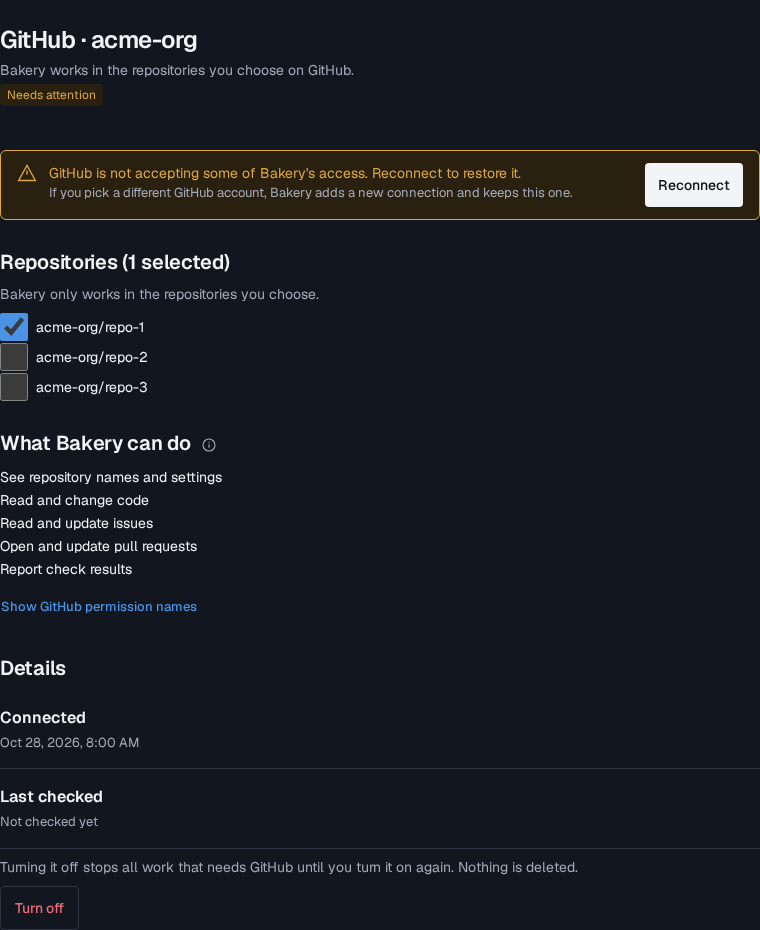 GitHub · acme-org
Bakery works in the repositories you choose on GitHub.
Needs attention
GitHub is not accepting some of Bakery's access. Reconnect to restore it.
If you pick a different GitHub account, Bakery adds a new connection and keeps this one.
Reconnect
Repositories (1 selected)
Bakery only works in the repositories you choose.
acme-org/repo-1
acme-org/repo-2
acme-org/repo-3
What Bakery can do
See repository names and settings
Read and change code
Read and update issues
Open and update pull requests
Report check results
Show GitHub permission names
Details
Connected
Oct 28, 2026, 8:00 AM
Last checked
Not checked yet
Turning it off stops all work that needs GitHub until you turn it on again. Nothing is deleted.
Turn off